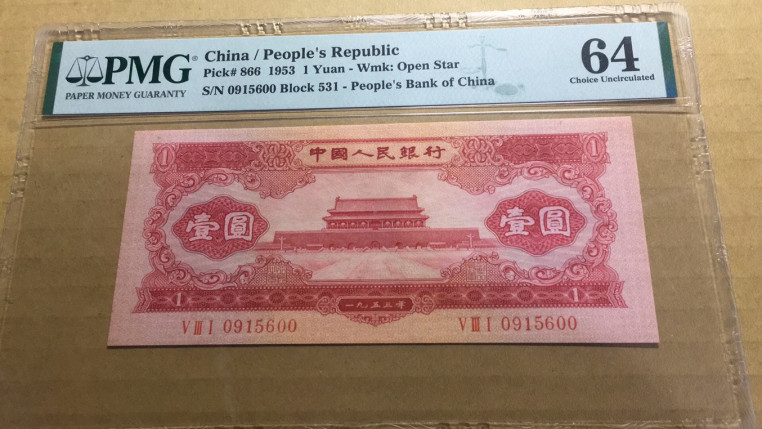 PMG®
PAPER MONEY GUARANTY
China / People's Republic
Pick# 866 1953 1 Yuan - Wmk: Open Star
S/N 0915600 Block 531 - People's Bank of China
64
Choice Uncirculated
1 中國人民銀行 1
壹圓 壹圓
1 一九五三年 1
V III I 0915600 V III I 0915600